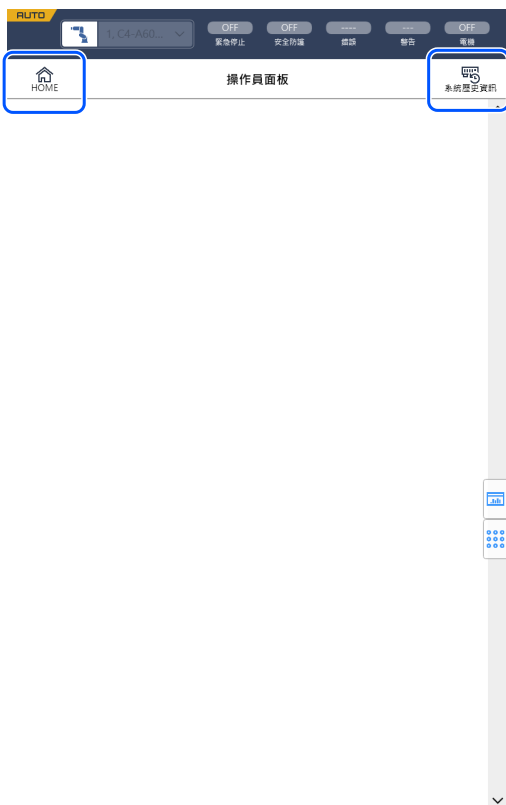 AUTO
1, C4-A60...
OFF
緊急停止
OFF
安全防護
----
錯誤
---
警告
OFF
電機
HOME
操作員面板
系統歷史資訊